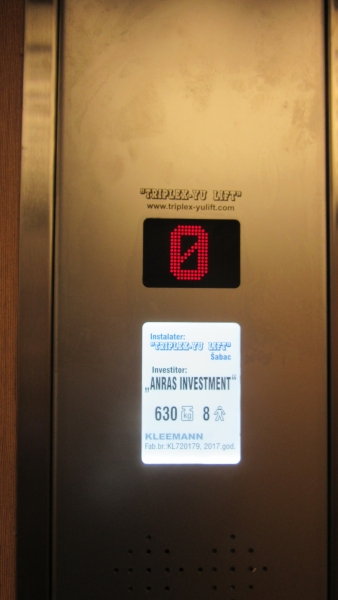 "TRIPLEX-YU LIFT"
www.triplex-yulift.com
0
Instalater:
"TRIPLEX-YU LIFT"
Šabac
Investitor:
„ANRAS INVESTMENT“
630 kg 8
KLEEMANN
Fab.br.:KL720179, 2017.god.